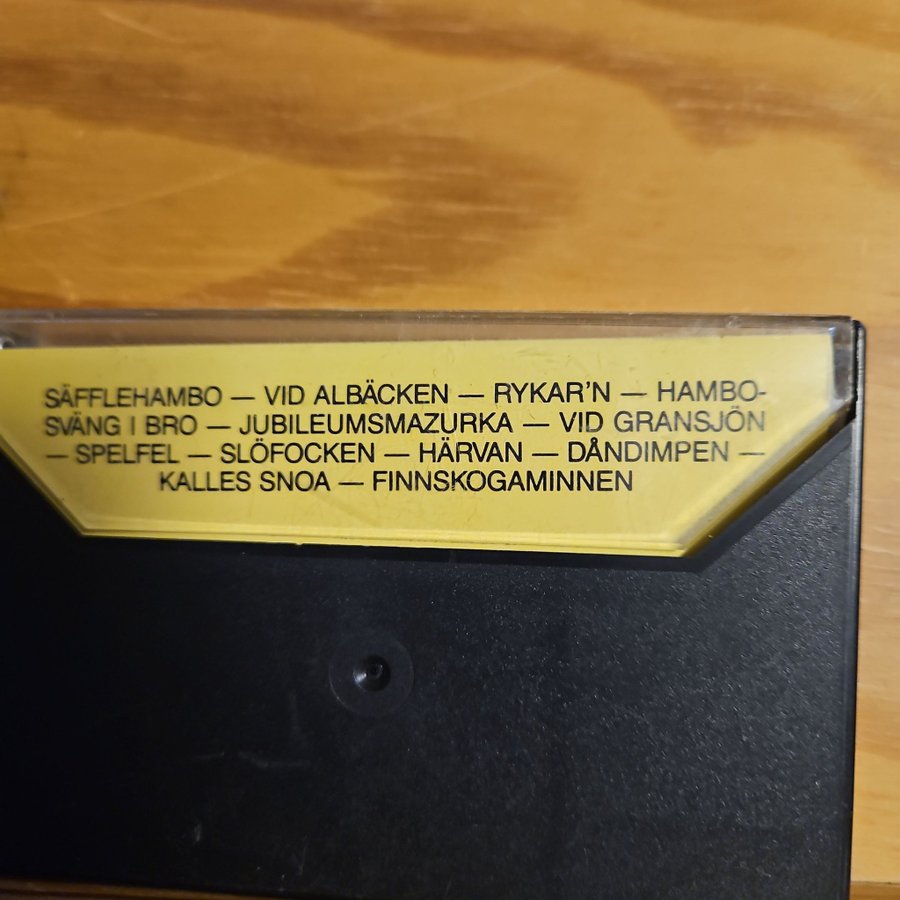 SÄFFLEHAMBO — VID ALBÄCKEN — RYKAR'N — HAMBO-
SVÄNG I BRO — JUBILEUMSMAZURKA — VID GRANSJÖN
— SPELFEL — SLÖFOCKEN — HÄRVAN — DÅNDIMPEN —
KALLES SNOA — FINNSKOGAMINNEN